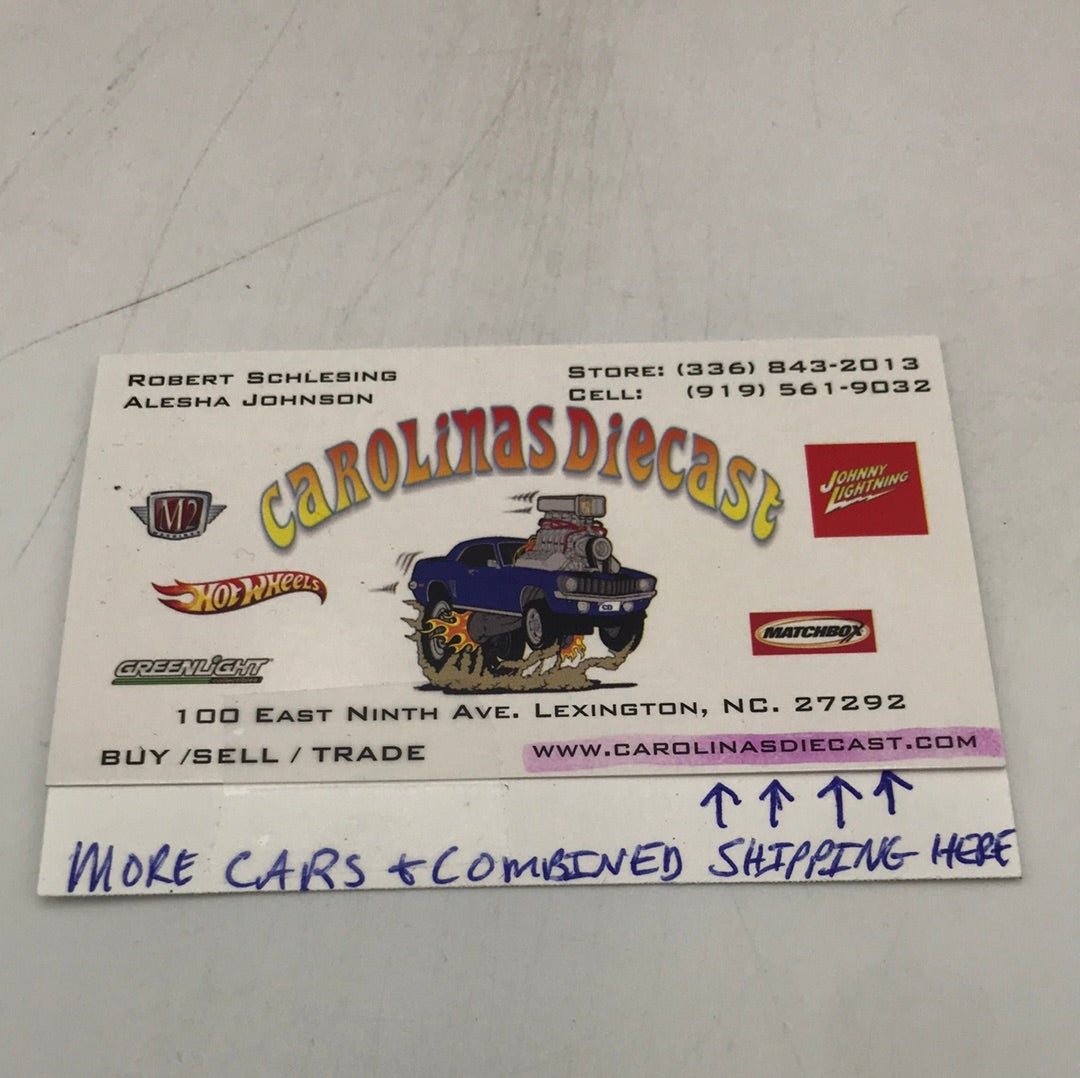 ROBERT SCHLESING
ALESHA JOHNSON
STORE: (336) 843-2013
CELL: (919) 561-9032
CAROLINAS DIECAST
M2
JOHNNY
LIGHTNING
HOT WHEELS
CD
MATCHBOX
GREENLIGHT
100 EAST NINTH AVE. LEXINGTON, NC. 27292
BUY /SELL / TRADE
WWW.CAROLINASDIECAST.COM
↑ ↑ ↑ ↑
MORE CARS + COMBINED SHIPPING HERE